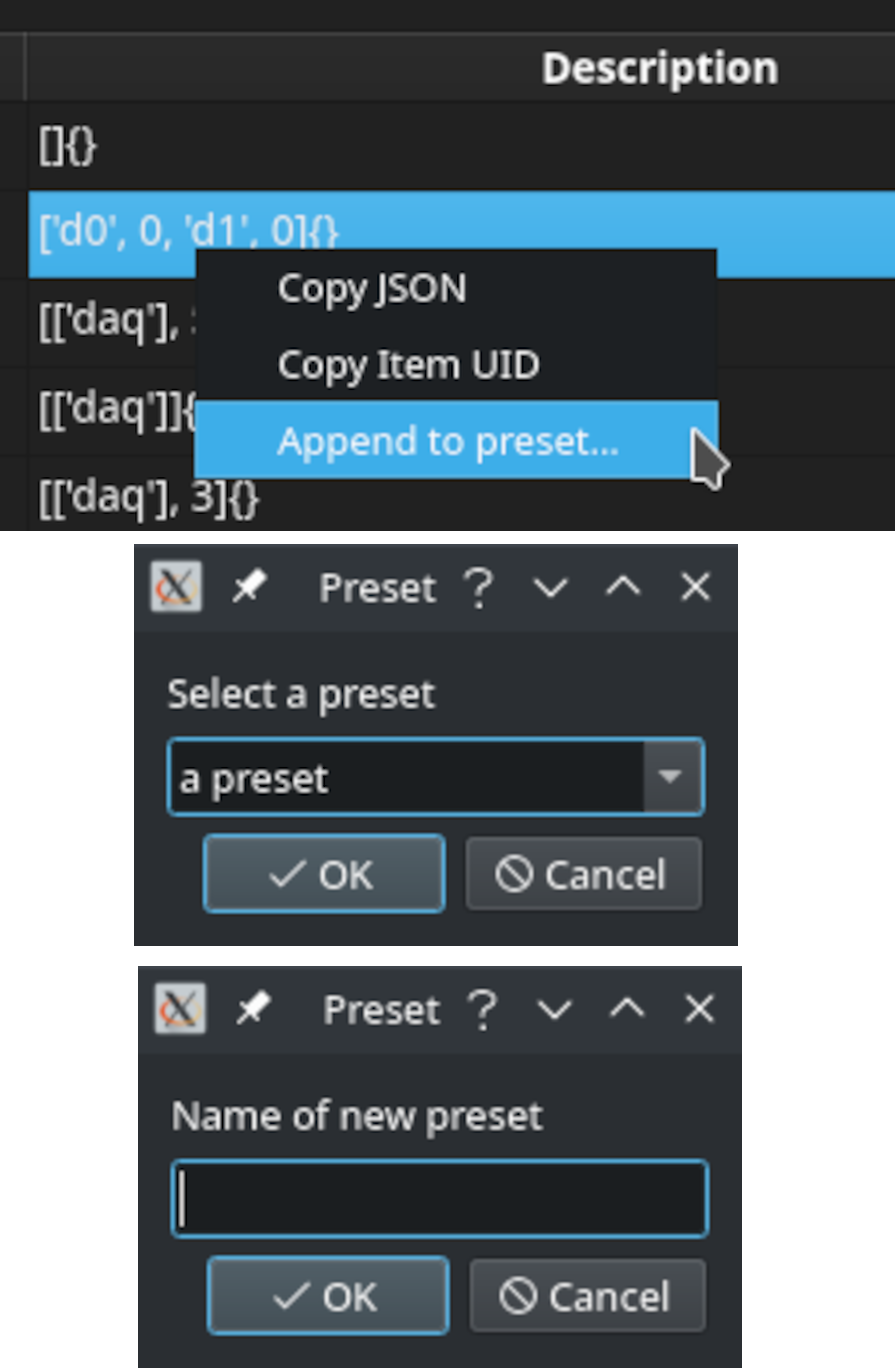 Description
[]{}
['d0', 0, 'd1', 0]{}
Copy JSON
[['daq'],
Copy Item UID
[['daq']]{
Append to preset...
[['daq'], 3]{}
Preset
Select a preset
a preset
OK Cancel
Preset
Name of new preset
OK Cancel